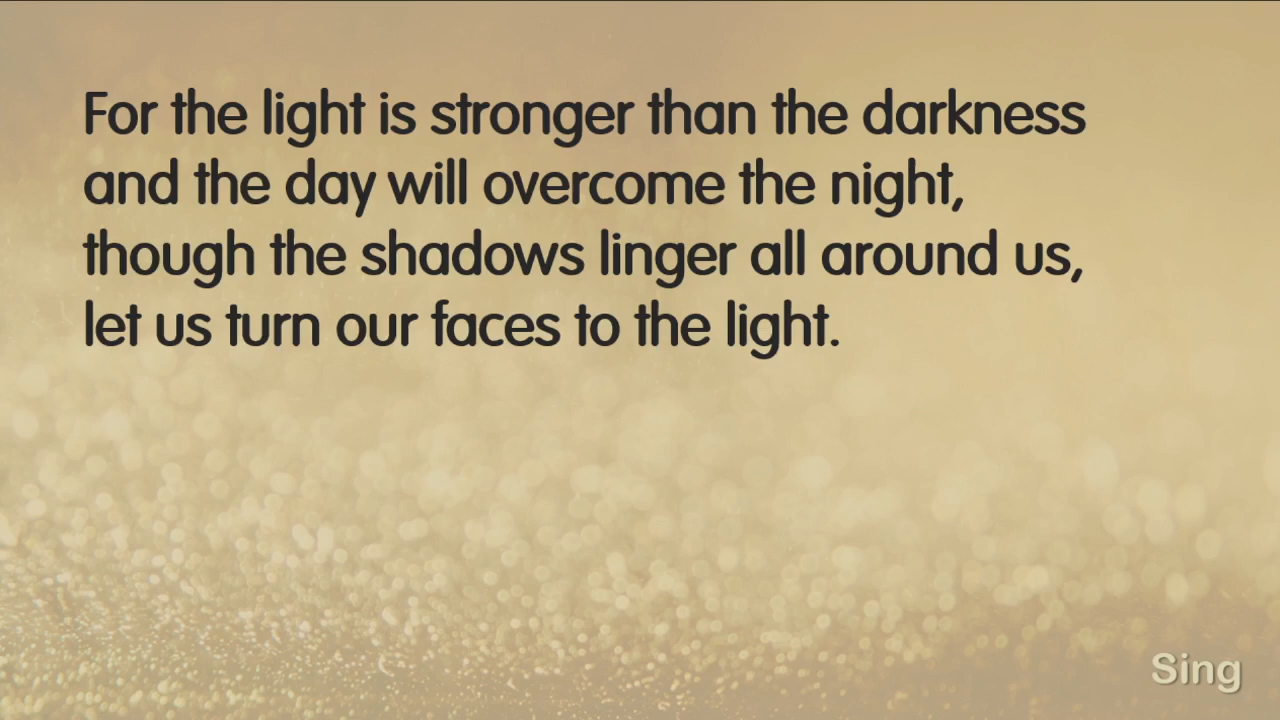 For the light is stronger than the darkness
and the day will overcome the night,
though the shadows linger all around us,
let us turn our faces to the light.
Sing